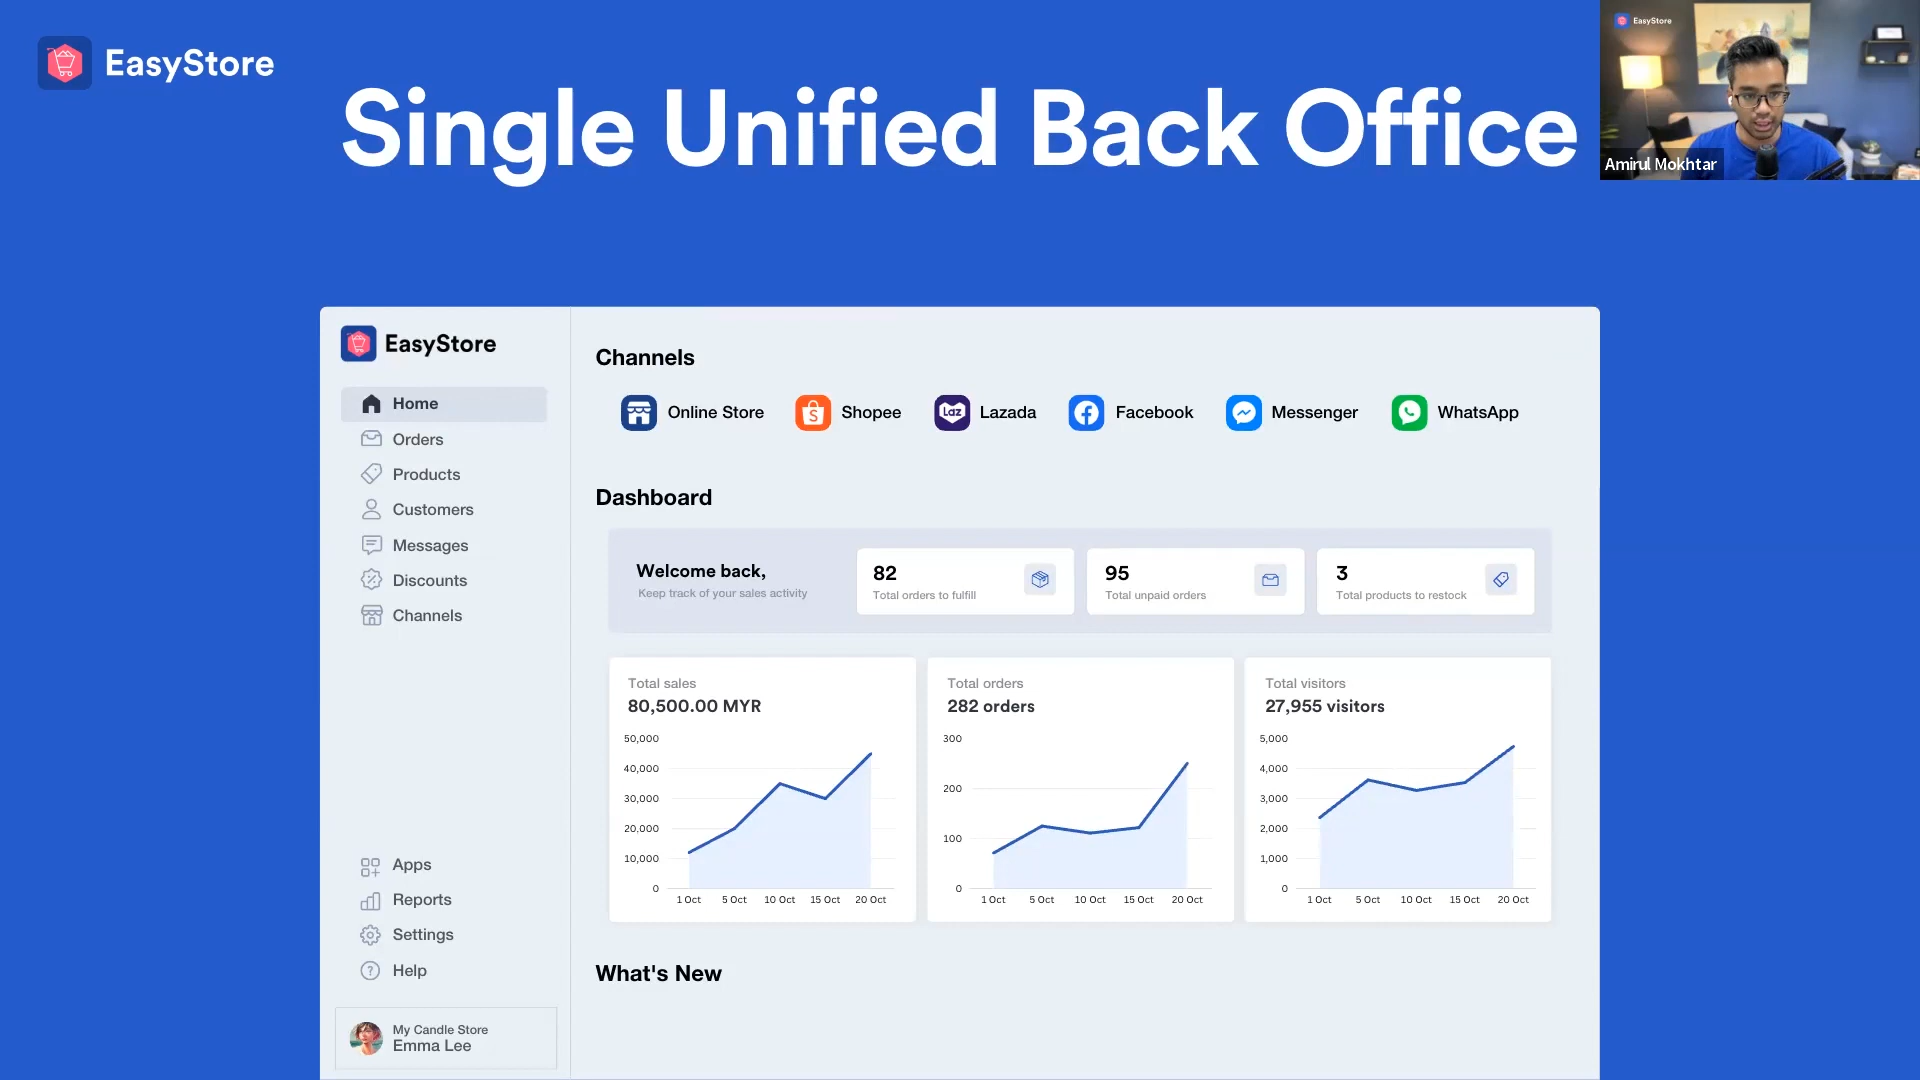 EasyStore
Single Unified Back Office
EasyStore
Amirul Mokhtar
EasyStore
Home
Orders
Products
Customers
Messages
Discounts
Channels
Apps
Reports
Settings
Help
My Candle Store
Emma Lee
Channels
Online Store
Shopee
Laz
Lazada
Facebook
Messenger
WhatsApp
Dashboard
Welcome back,
Keep track of your sales activity
82
Total orders to fulfill
95
Total unpaid orders
3
Total products to restock
Total sales
80,500.00 MYR
50,000
40,000
30,000
20,000
10,000
0
1 Oct 5 Oct 10 Oct 15 Oct 20 Oct
Total orders
282 orders
300
200
100
0
1 Oct 5 Oct 10 Oct 15 Oct 20 Oct
Total visitors
27,955 visitors
5,000
4,000
3,000
2,000
1,000
0
1 Oct 5 Oct 10 Oct 15 Oct 20 Oct
What's New